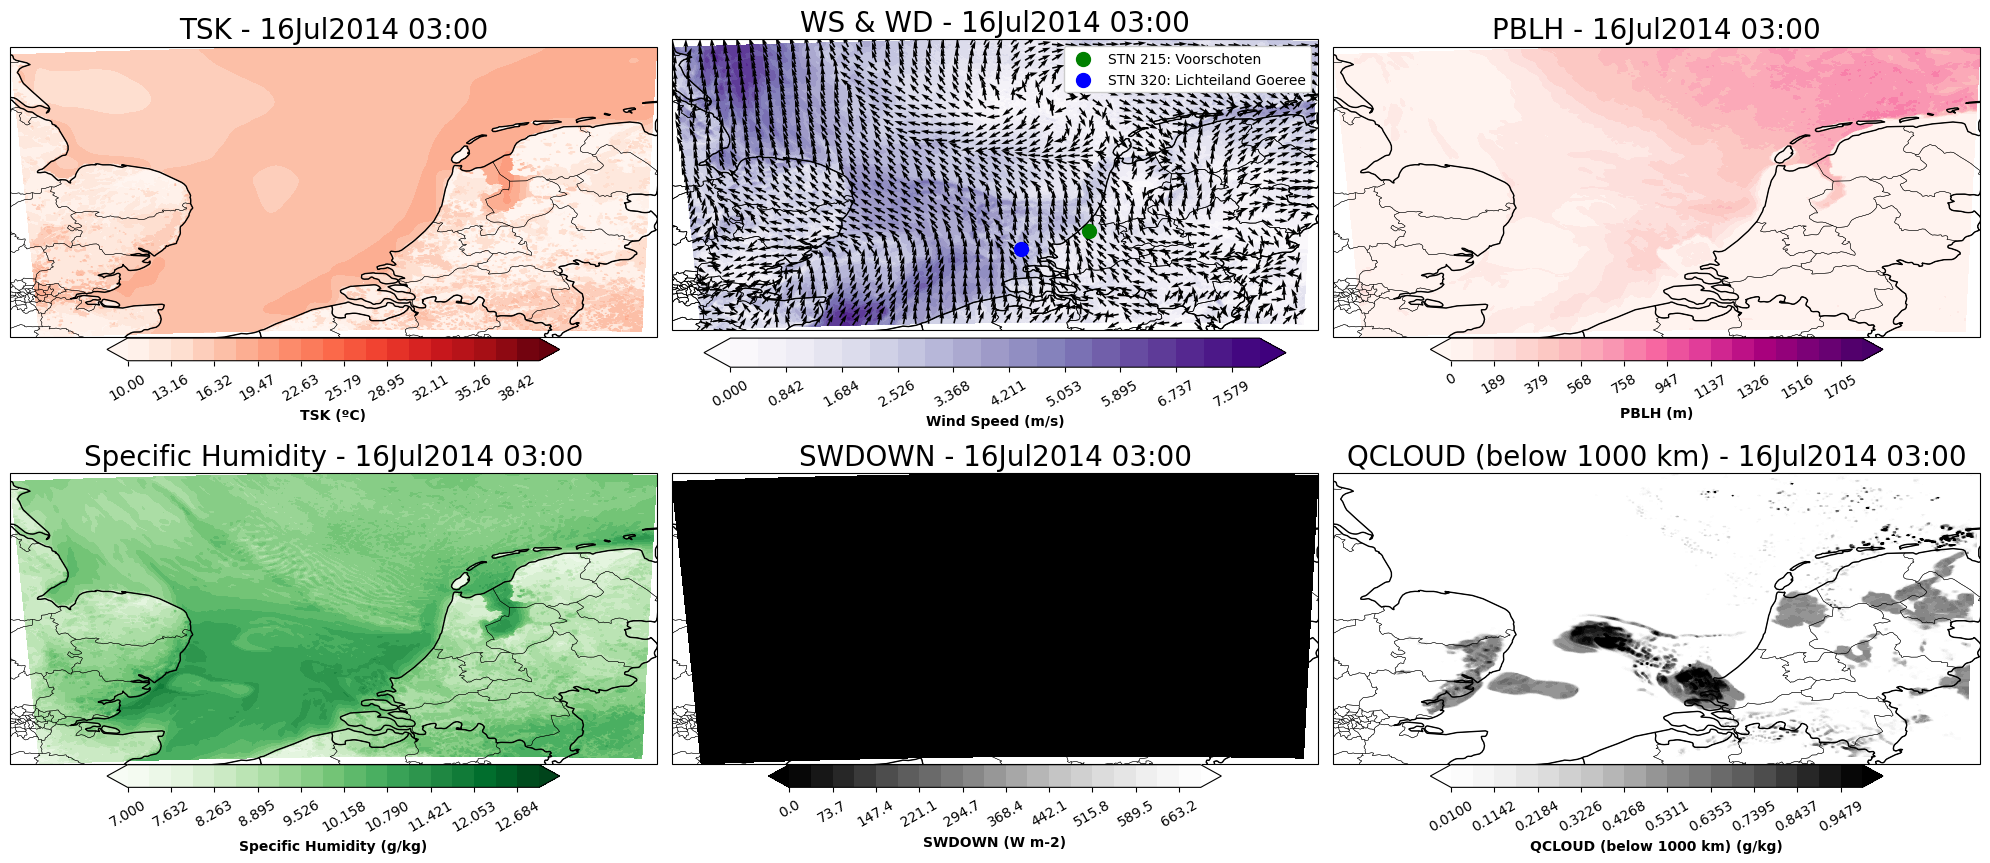 TSK - 16Jul2014 03:00
WS & WD - 16Jul2014 03:00
PBLH - 16Jul2014 03:00
STN 215: Voorschoten
STN 320: Lichteiland Goeree
10.00 13.16 16.32 19.47 22.63 25.79 28.95 32.11 35.26 38.42
TSK (ºC)
0.000 0.842 1.684 2.526 3.368 4.211 5.053 5.895 6.737 7.579
Wind Speed (m/s)
0 189 379 568 758 947 1137 1326 1516 1705
PBLH (m)
Specific Humidity - 16Jul2014 03:00
SWDOWN - 16Jul2014 03:00
QCLOUD (below 1000 km) - 16Jul2014 03:00
7.000 7.632 8.263 8.895 9.526 10.158 10.790 11.421 12.053 12.684
Specific Humidity (g/kg)
0.0 73.7 147.4 221.1 294.7 368.4 442.1 515.8 589.5 663.2
SWDOWN (W m-2)
0.0100 0.1142 0.2184 0.3226 0.4268 0.5311 0.6353 0.7395 0.8437 0.9479
QCLOUD (below 1000 km) (g/kg)